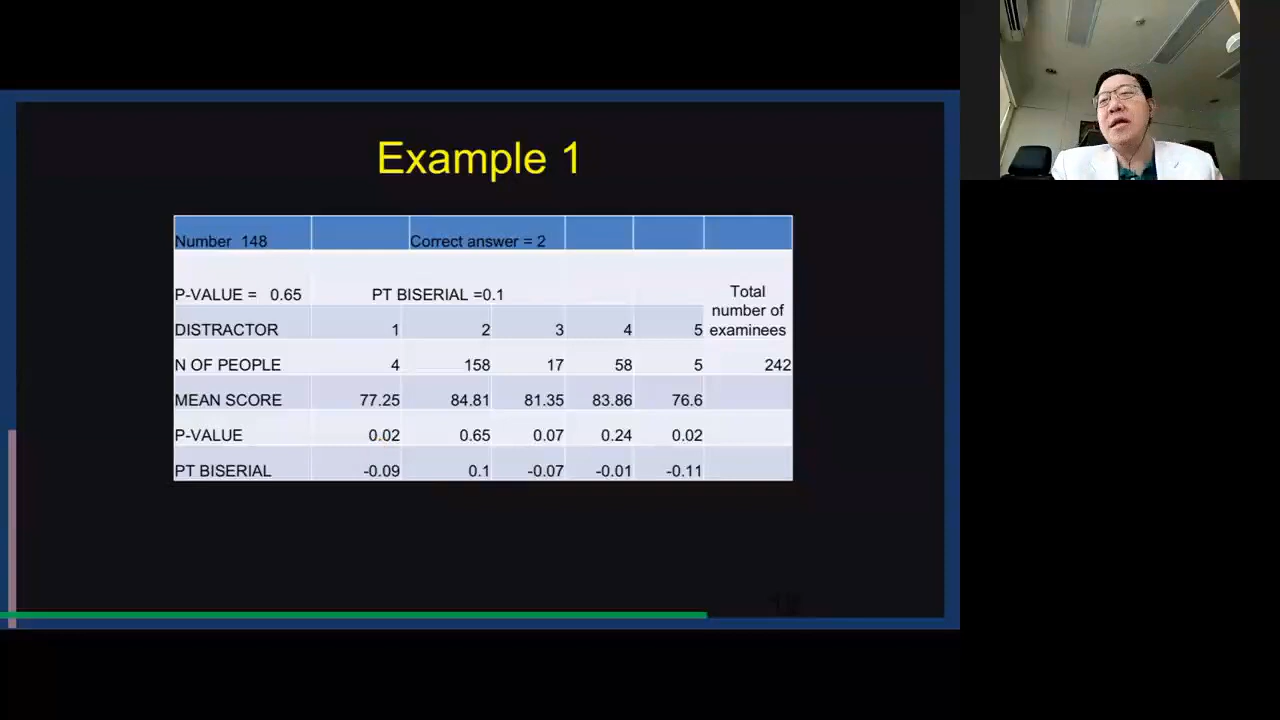 Example 1
Number 148 Correct answer = 2
P-VALUE = 0.65 PT BISERIAL =0.1 Total number of examinees
DISTRACTOR 1 2 3 4 5
N OF PEOPLE 4 158 17 58 5 242
MEAN SCORE 77.25 84.81 81.35 83.86 76.6
P-VALUE 0.02 0.65 0.07 0.24 0.02
PT BISERIAL -0.09 0.1 -0.07 -0.01 -0.11